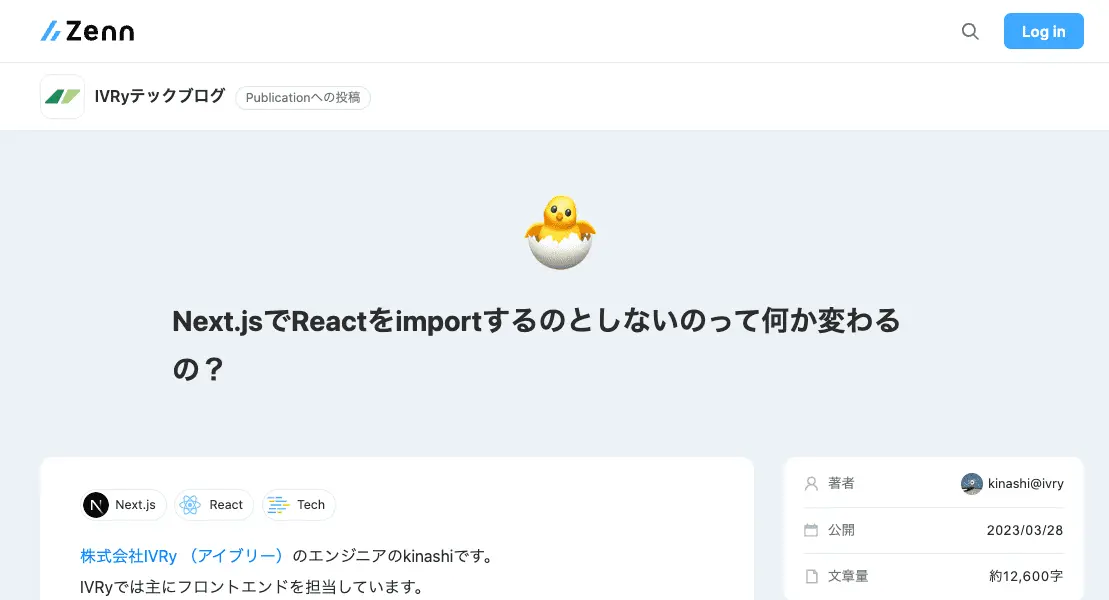 Zenn
Log in
IVRyテックブログ
Publicationへの投稿
Next.jsでReactをimportするのとしないのって何か変わる
の？
Next.js
React
Tech
株式会社IVRy （アイブリー）のエンジニアのkinashiです。
IVRyでは主にフロントエンドを担当しています。
著者
kinashi@ivry
公開
2023/03/28
文章量
約12,600字